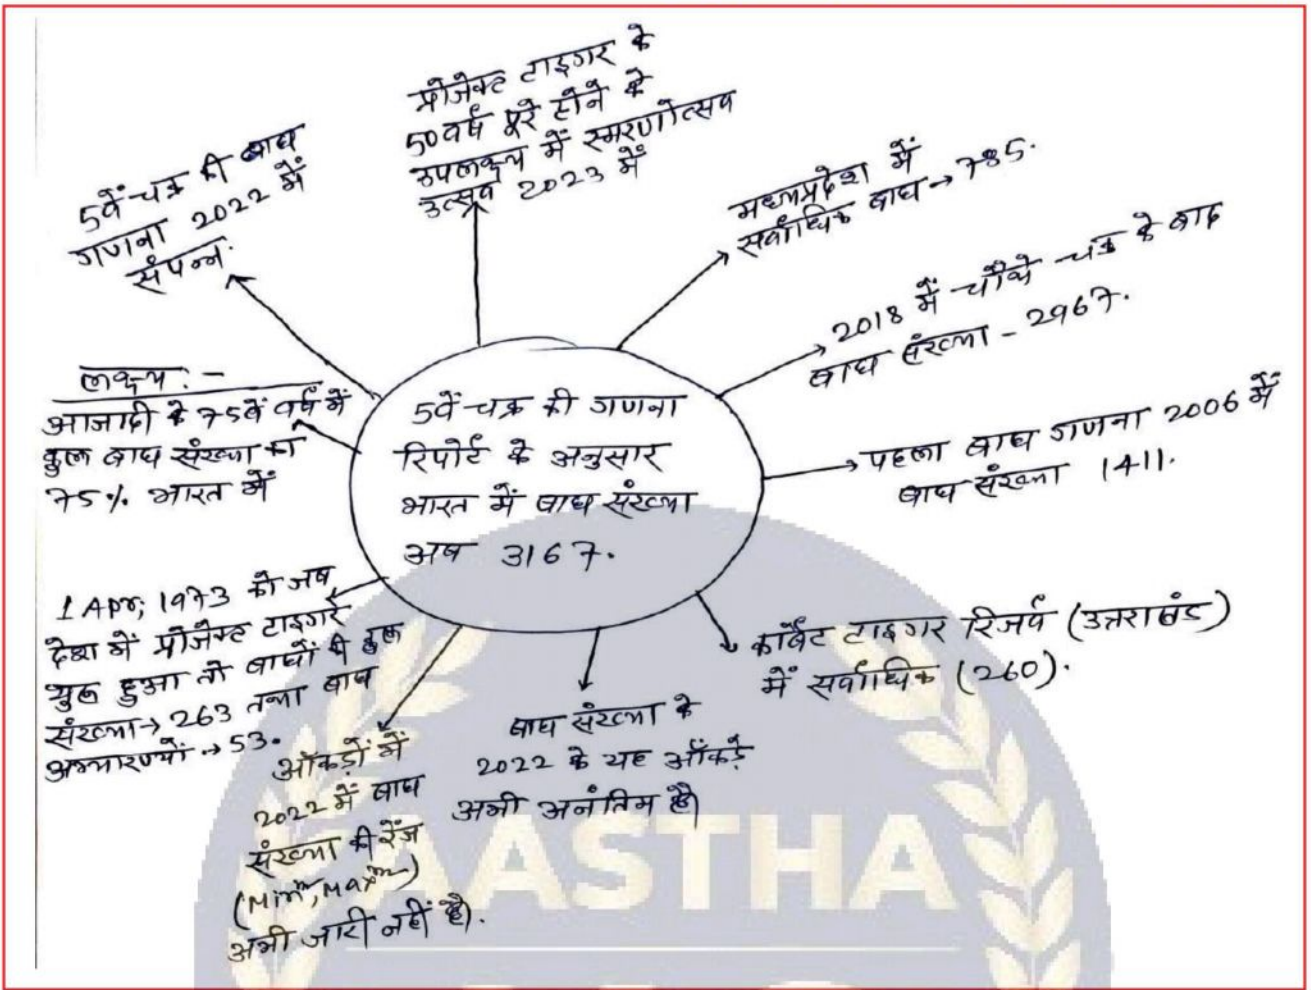 5वें चक्र की गणना
रिपोर्ट के अनुसार
भारत में बाघ संख्या
अब 3167.
5वें चक्र की बाघ
गणना 2022 में
संपन्न.
प्रोजेक्ट टाइगर के
50 वर्ष पूरे होने के
उपलक्ष्य में स्मरणोत्सव
उत्सव 2023 में
मध्यप्रदेश में
सर्वाधिक बाघ → 785.
2018 में चौथे चक्र के बाद
बाघ संख्या - 2967.
पहला बाघ गणना 2006 में
बाघ संख्या 1411.
कार्बेट टाइगर रिजर्व (उत्तराखंड)
में सर्वाधिक (260).
बाघ संख्या के
2022 के यह आँकड़े
अभी अनंतिम है
आँकड़ों में
2022 में बाघ
संख्या की रेंज
(Minm, Maxm)
अभी जारी नहीं है.
1 Apr, 1973 को जब
देश में प्रोजेक्ट टाइगर
शुरू हुआ तो बाघों की कुल
संख्या → 263 तथा बाघ
अभ्यारण्यों → 53.
लक्ष्य :-
आजादी के 75वें वर्ष में
कुल बाघ संख्या का
75% भारत में
AASTHA